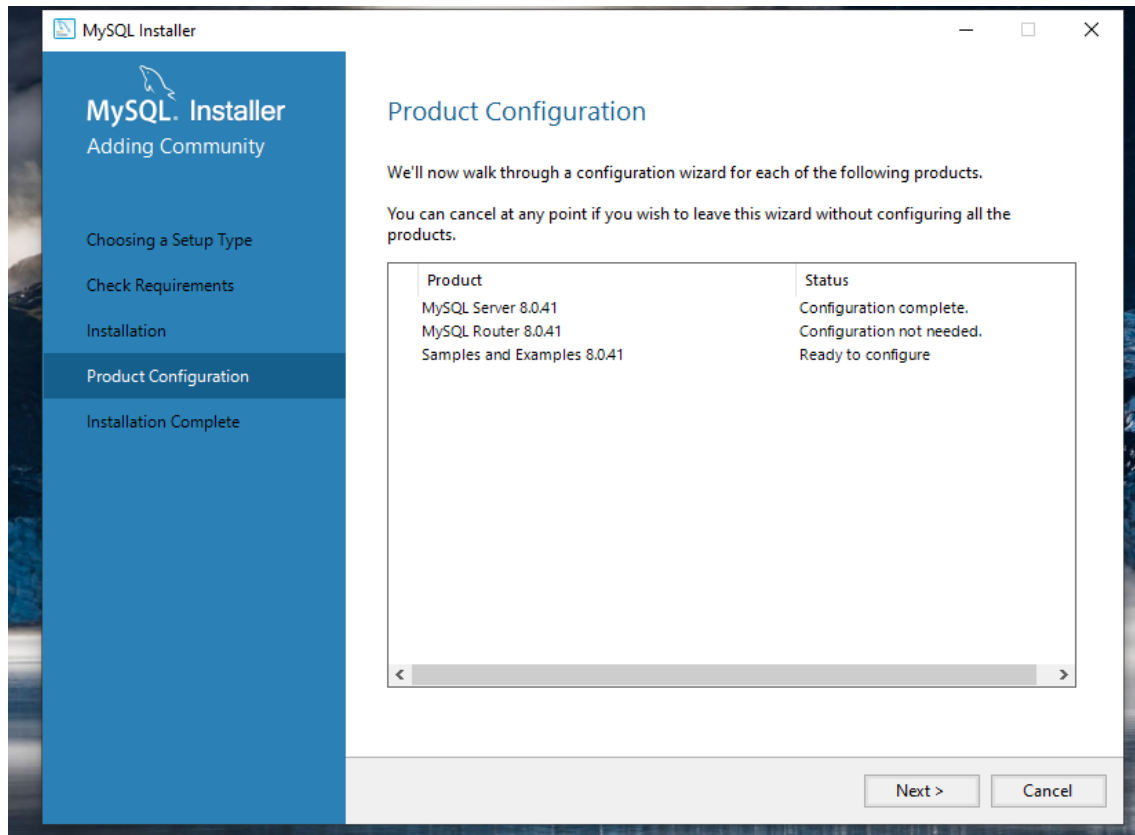 MySQL Installer
MySQL. Installer
Adding Community
Choosing a Setup Type
Check Requirements
Installation
Product Configuration
Installation Complete
Product Configuration
We'll now walk through a configuration wizard for each of the following products.
You can cancel at any point if you wish to leave this wizard without configuring all the
products.
Product Status
MySQL Server 8.0.41 Configuration complete.
MySQL Router 8.0.41 Configuration not needed.
Samples and Examples 8.0.41 Ready to configure
Next > Cancel